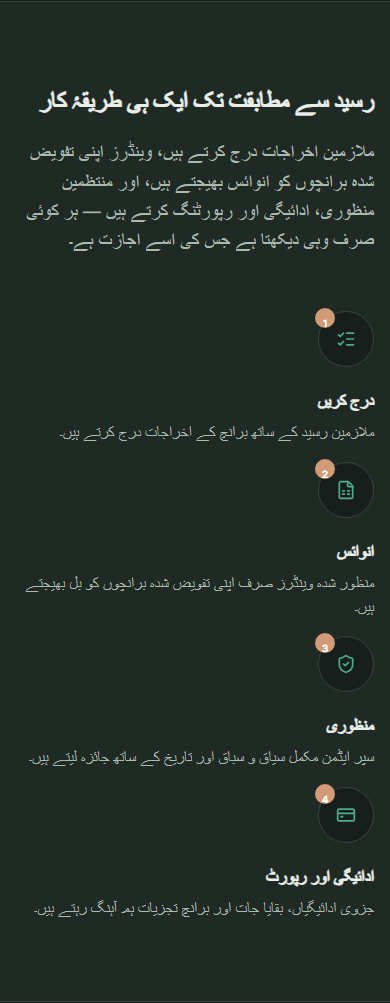 رسید سے مطابقت تک ایک ہی طریقۂ کار
ملازمین اخراجات درج کرتے ہیں، وینڈرز اپنی تفویض
شدہ برانچوں کو انوائس بھیجتے ہیں، اور منتظمین
منظوری، ادائیگی اور رپورٹنگ کرتے ہیں — ہر کوئی
صرف وہی دیکھتا ہے جس کی اسے اجازت ہے۔
1
درج کریں
ملازمین رسید کے ساتھ برانچ کے اخراجات درج کرتے ہیں۔
2
انوائس
منظور شدہ وینڈرز صرف اپنی تفویض شدہ برانچوں کو بل بھیجتے
ہیں۔
3
منظوری
سپر ایڈمن مکمل سیاق و سباق اور تاریخ کے ساتھ جائزہ لیتے ہیں۔
4
ادائیگی اور رپورٹ
جزوی ادائیگیاں، بقایا جات اور برانچ تجزیات ہم آہنگ رہتے ہیں۔